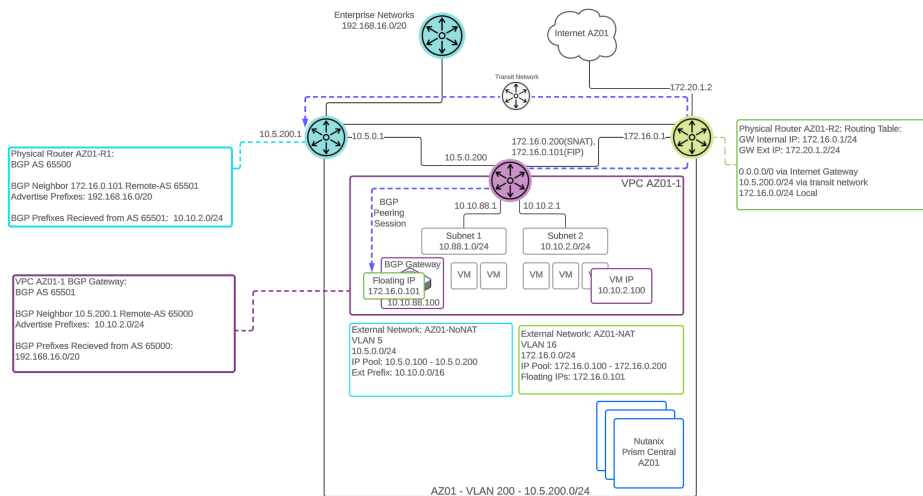 Enterprise Networks
192.168.16.0/20
Internet AZ01
Transit Network
172.20.1.2
10.5.200.1
10.5.0.1
172.16.0.200(SNAT),
172.16.0.101(FIP)
172.16.0.1
10.5.0.200
Physical Router AZ01-R1:
BGP AS 65500
BGP Neighbor 172.16.0.101 Remote-AS 65501
Advertise Prefixes: 192.168.16.0/20
BGP Prefixes Recieved from AS 65501: 10.10.2.0/24
Physical Router AZ01-R2: Routing Table:
GW Internal IP: 172.16.0.1/24
GW Ext IP: 172.20.1.2/24
0.0.0.0/0 via Internet Gateway
10.5.200.0/24 via transit network
172.16.0.0/24 Local
VPC AZ01-1
BGP
Peering
Session
10.10.88.1
10.10.2.1
Subnet 1
10.88.1.0/24
Subnet 2
10.10.2.0/24
BGP Gateway
Floating IP
172.16.0.101
10.10.88.100
VM
VM
VM
VM
VM IP
10.10.2.100
VPC AZ01-1 BGP Gateway:
BGP AS 65501
BGP Neighbor 10.5.200.1 Remote-AS 65000
Advertise Prefixes: 10.10.2.0/24
BGP Prefixes Recieved from AS 65000:
192.168.16.0/20
External Network: AZ01-NoNAT
VLAN 5
10.5.0.0/24
IP Pool: 10.5.0.100 - 10.5.0.200
Ext Prefix: 10.10.0.0/16
External Network: AZ01-NAT
VLAN 16
172.16.0.0/24
IP Pool: 172.16.0.100 - 172.16.0.200
Floating IPs: 172.16.0.101
Nutanix
Prism Central
AZ01
AZ01 - VLAN 200 - 10.5.200.0/24